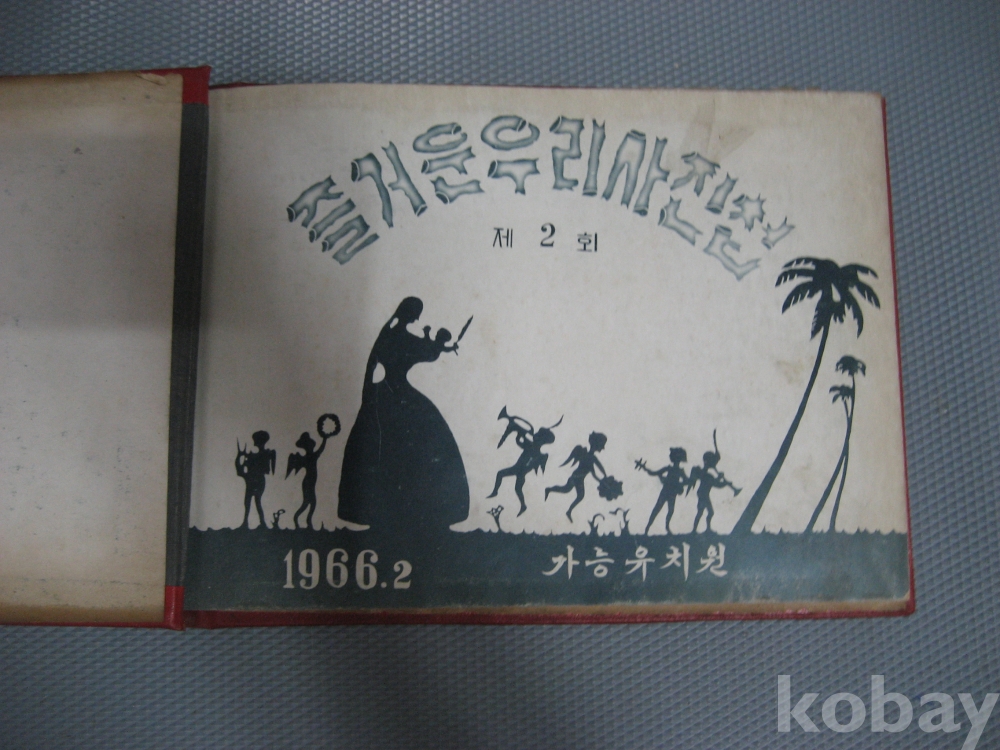 즐거운우리사진첩
제 2 회
1966.2
가능유치원
kobay